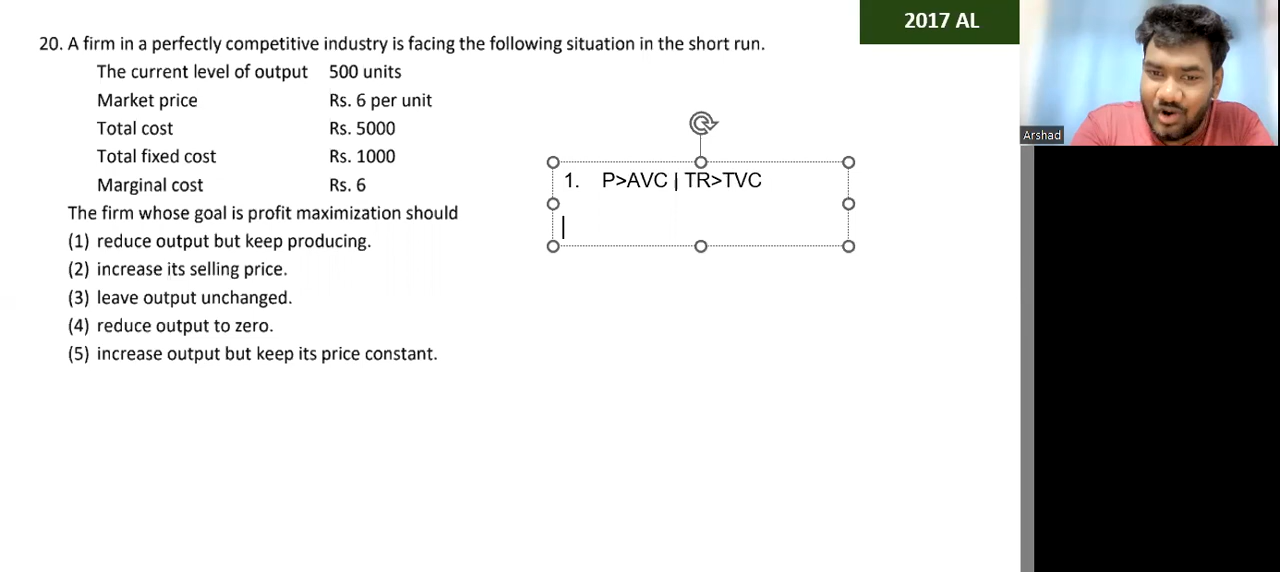 2017 AL
20. A firm in a perfectly competitive industry is facing the following situation in the short run.
The current level of output 500 units
Market price Rs. 6 per unit
Total cost Rs. 5000
Total fixed cost Rs. 1000
Marginal cost Rs. 6
The firm whose goal is profit maximization should
(1) reduce output but keep producing.
(2) increase its selling price.
(3) leave output unchanged.
(4) reduce output to zero.
(5) increase output but keep its price constant.
1. P>AVC | TR>TVC
Arshad